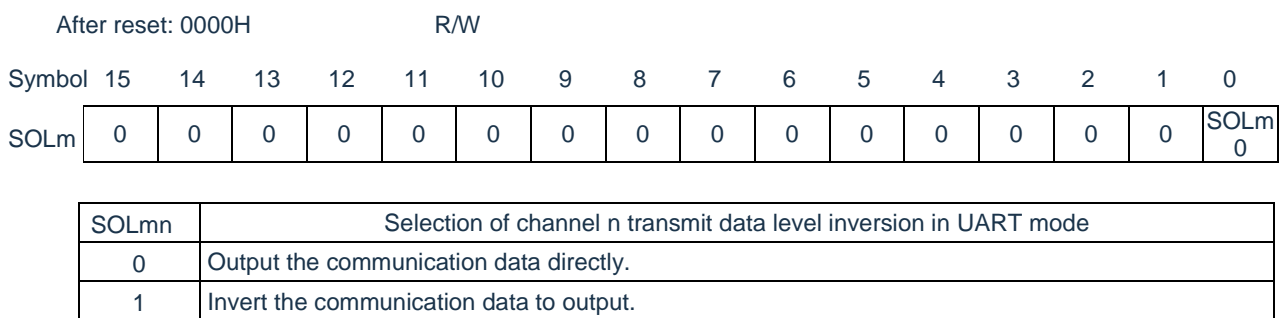 After reset: 0000H R/W
Symbol 15 14 13 12 11 10 9 8 7 6 5 4 3 2 1 0
SOLm 0 0 0 0 0 0 0 0 0 0 0 0 0 0 0 SOLm
0
SOLmn Selection of channel n transmit data level inversion in UART mode
0 Output the communication data directly.
1 Invert the communication data to output.